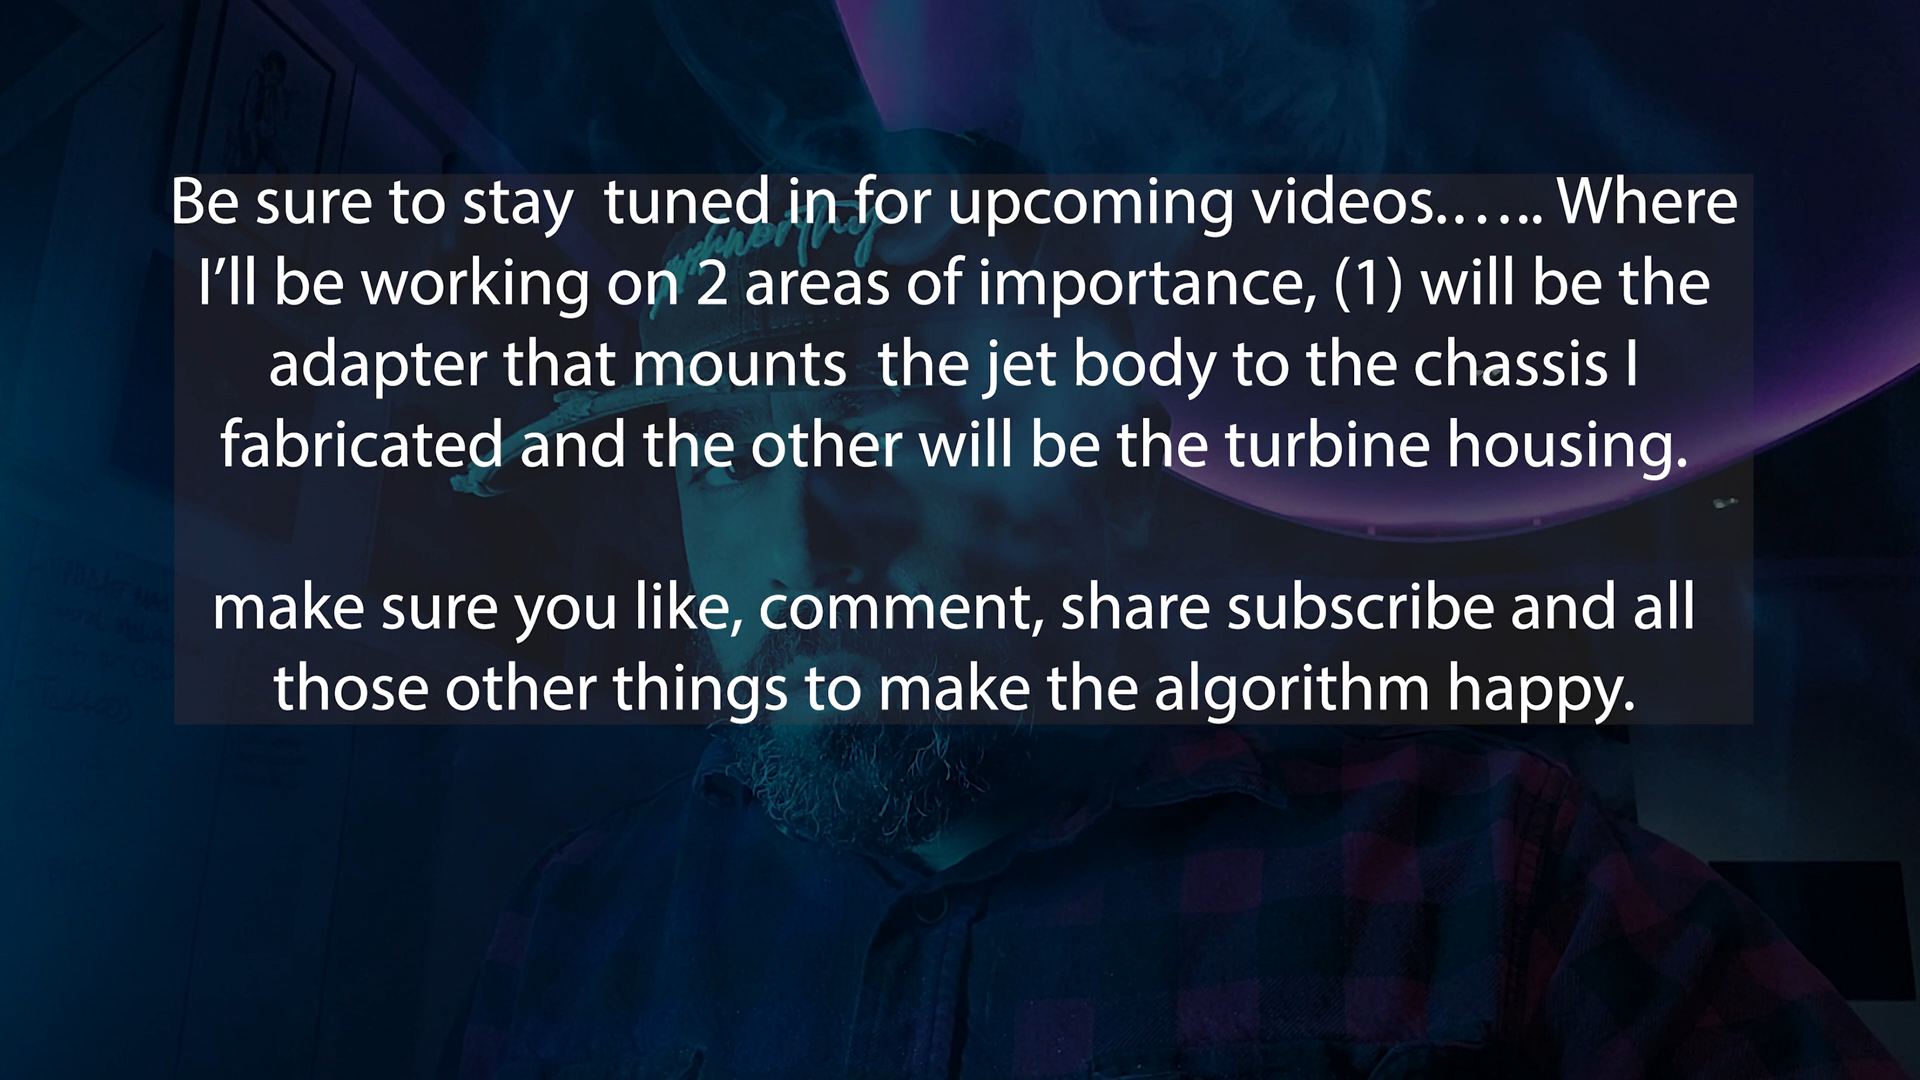 Be sure to stay  tuned in for upcoming videos.…... Where
I’ll be working on 2 areas of importance, (1) will be the
adapter that mounts  the jet body to the chassis I
fabricated and the other will be the turbine housing.
make sure you like, comment, share subscribe and all
those other things to make the algorithm happy.